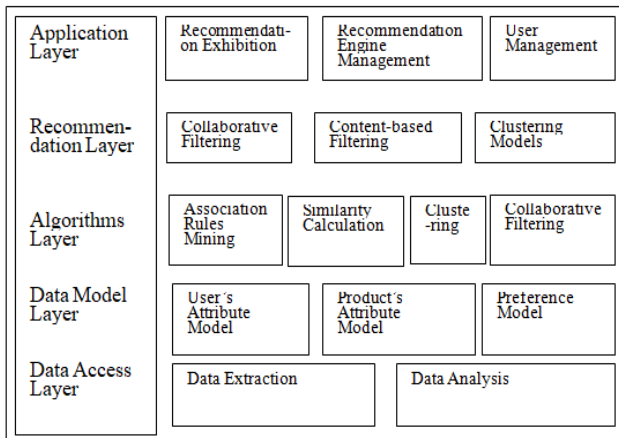 Application
Layer
Recommendati-
on Exhibition
Recommendation
Engine
Management
User
Management
Recommen-
dation Layer
Collaborative
Filtering
Content-based
Filtering
Clustering
Models
Algorithms
Layer
Association
Rules
Mining
Similarity
Calculation
Cluste
-ring
Collaborative
Filtering
Data Model
Layer
User´s
Attribute
Model
Product´s
Attribute
Model
Preference
Model
Data Access
Layer
Data Extraction
Data Analysis